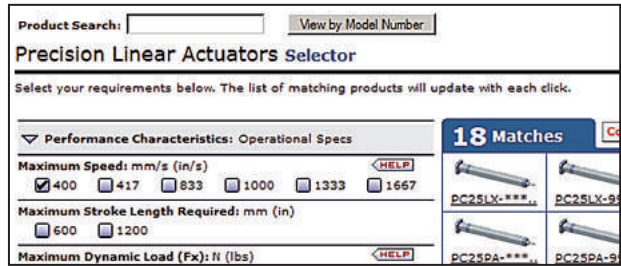 Product Search: View by Model Number
Precision Linear Actuators Selector
Select your requirements below. The list of matching products will update with each click.
Performance Characteristics: Operational Specs
Maximum Speed: mm/s (in/s) HELP
400 417 833 1000 1333 1667
Maximum Stroke Length Required: mm (in)
600 1200
Maximum Dynamic Load (Fx): N (lbs) HELP
18 Matches Co
PC25LX-***.. PC25LX-99
PC25PA-***.. PC25PA-99